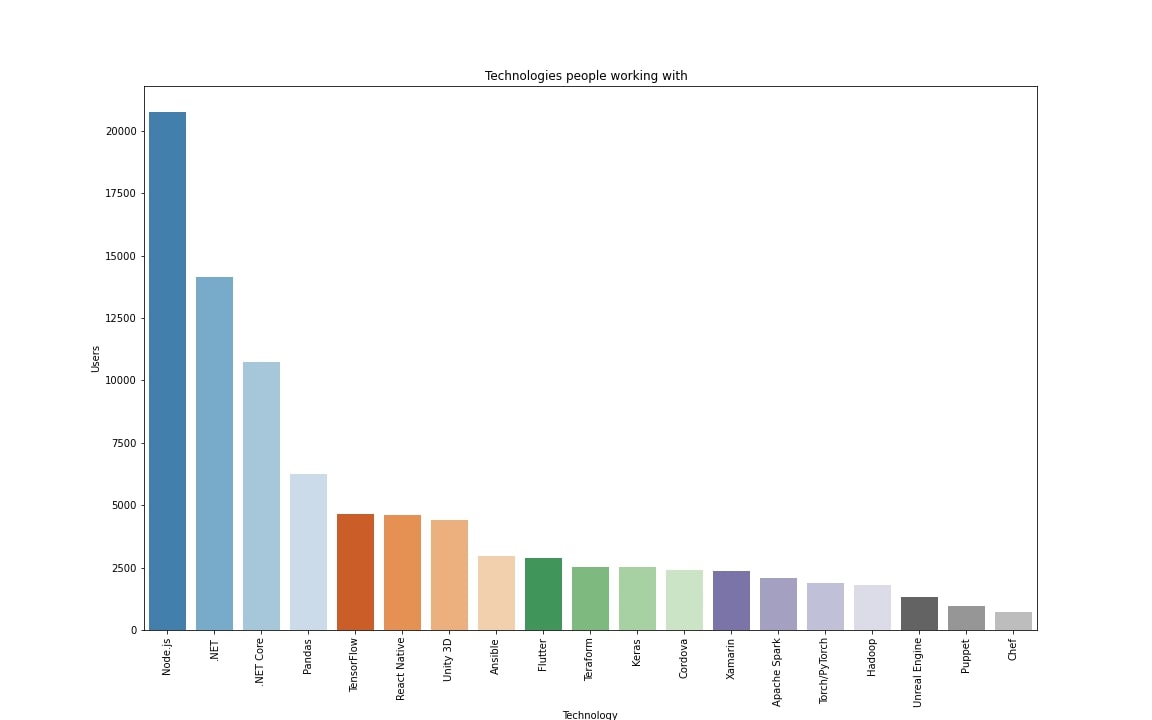 Technologies people working with
20000
17500
15000
12500
10000
7500
5000
2500
0
Users
Node.js
.NET
.NET Core
Pandas
TensorFlow
React Native
Unity 3D
Ansible
Flutter
Teraform
Keras
Cordova
Xamarin
Apache Spark
Torch/PyTorch
Hadoop
Unreal Engine
Puppet
Chef
Technology